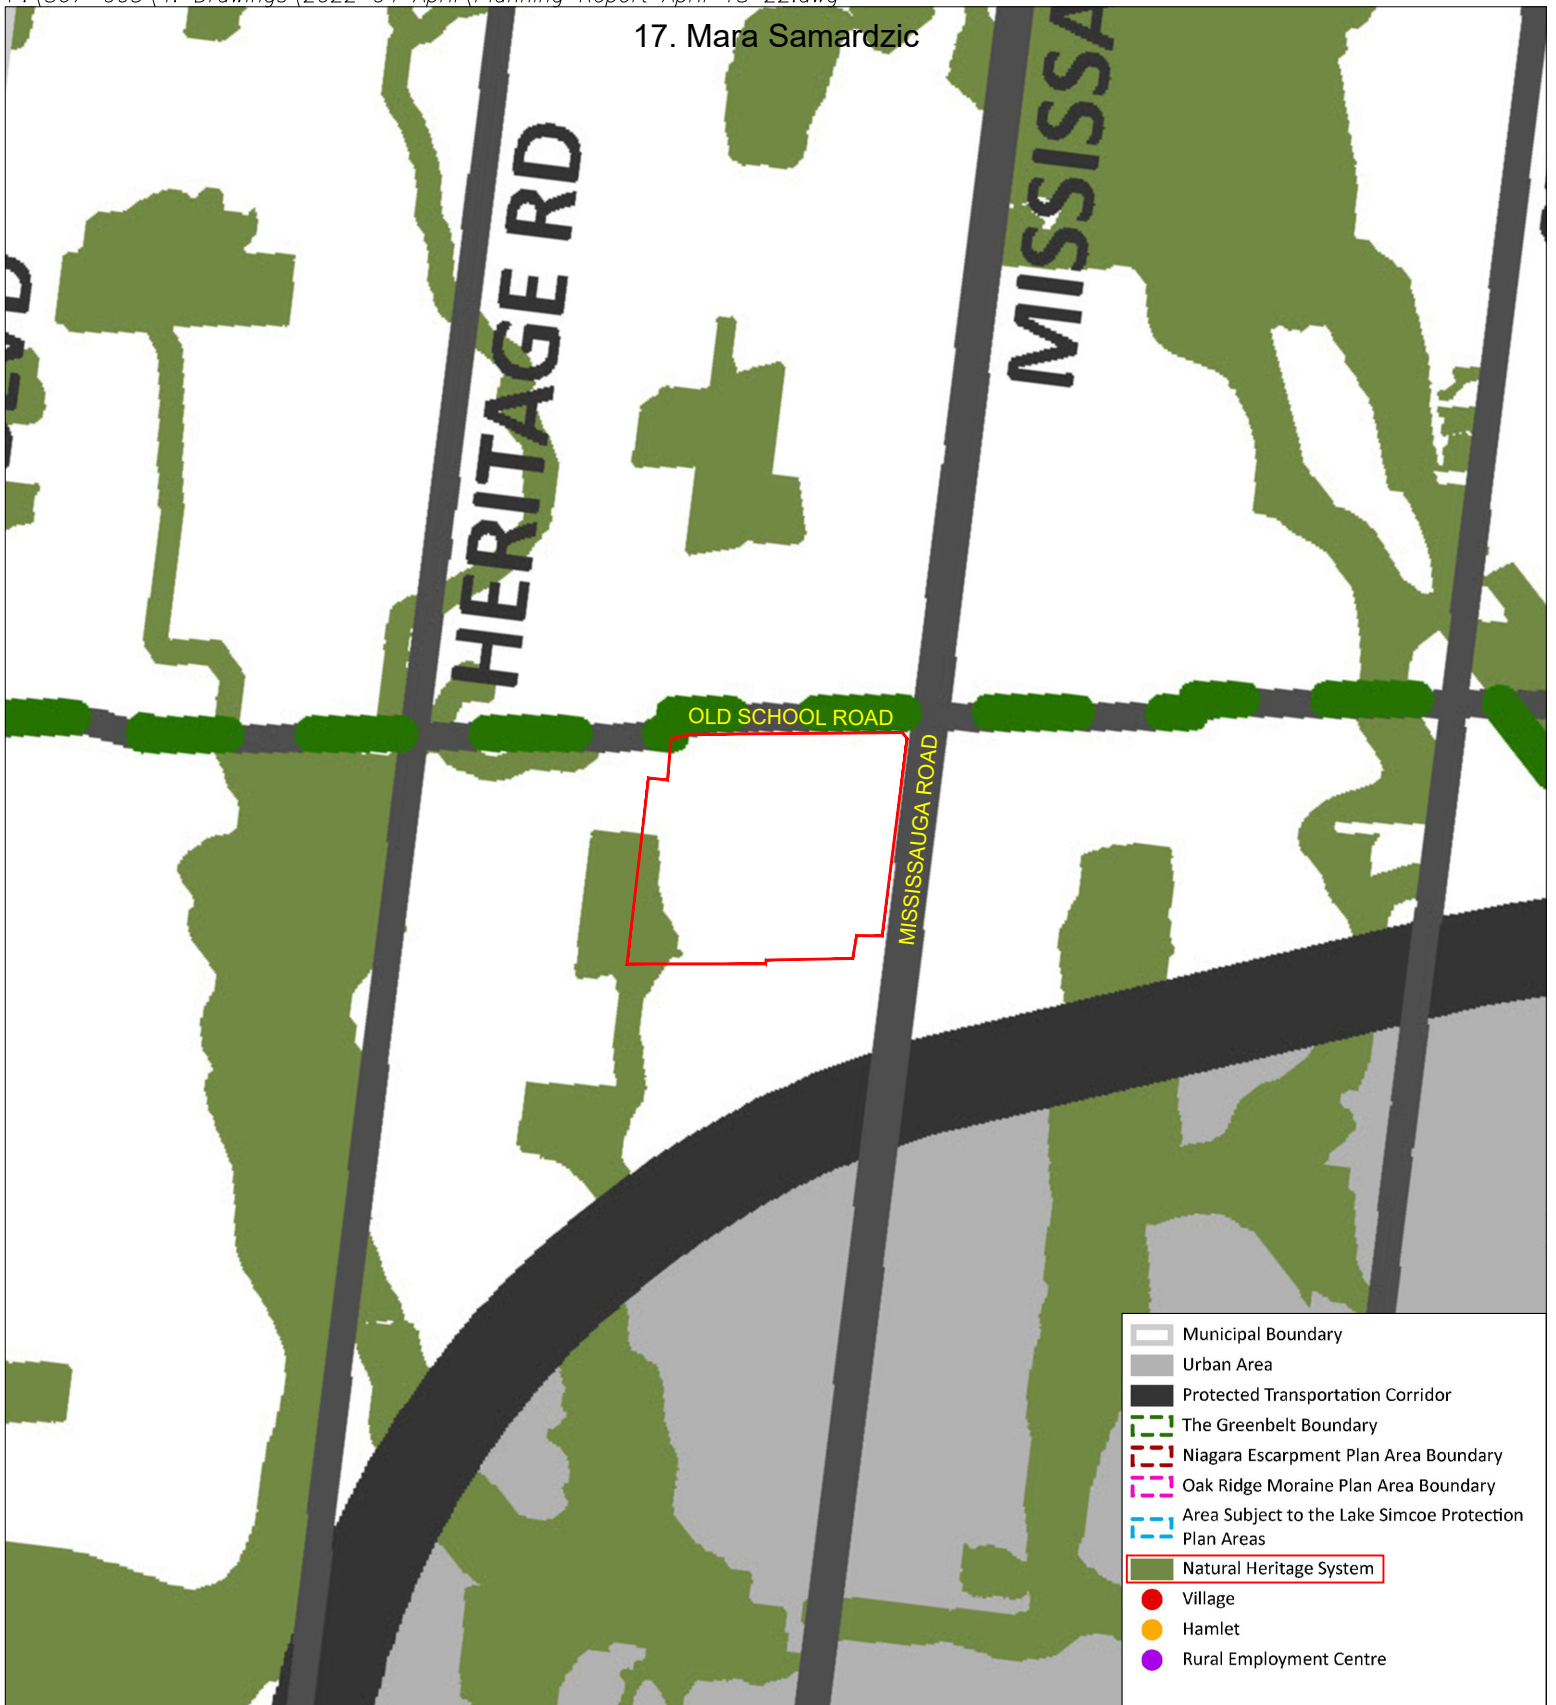 17. Mara Samardzic
HERITAGE RD
OLD SCHOOL ROAD
MISSISSAUGA ROAD
Municipal Boundary
Urban Area
Protected Transportation Corridor
The Greenbelt Boundary
Niagara Escarpment Plan Area Boundary
Oak Ridge Moraine Plan Area Boundary
Area Subject to the Lake Simcoe Protection
Plan Areas
Natural Heritage System
Village
Hamlet
Rural Employment Centre